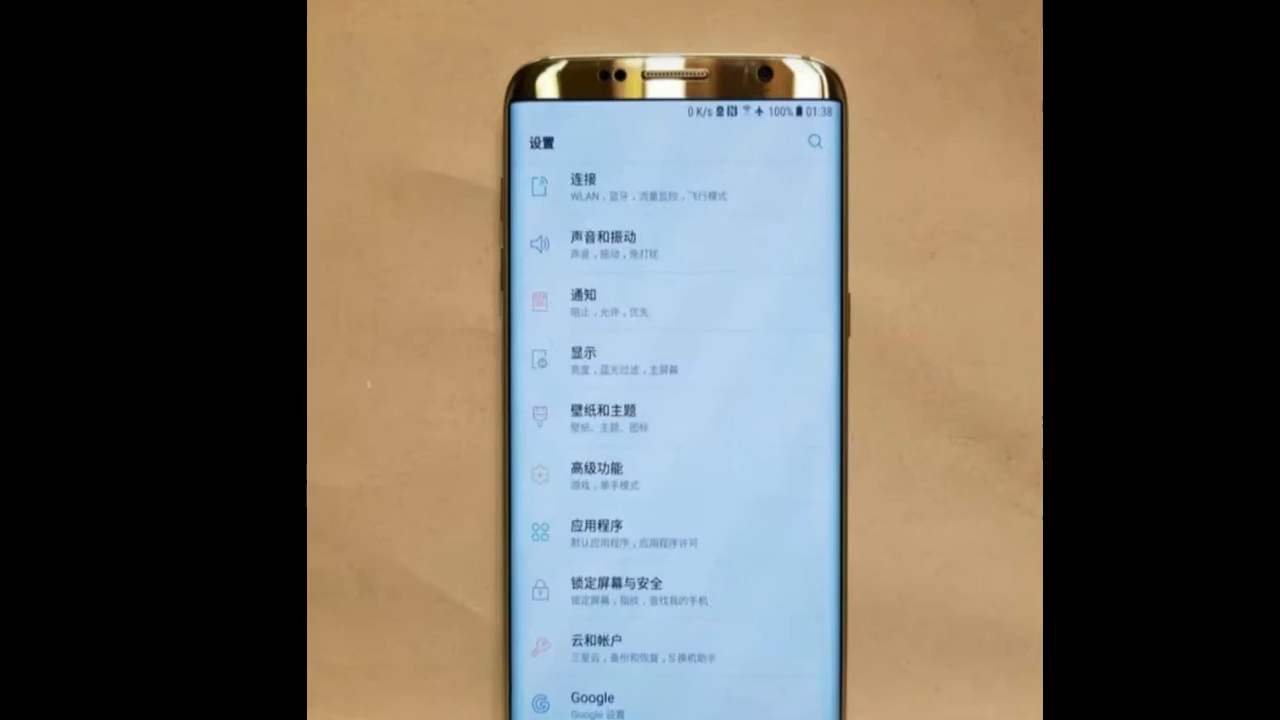 0 K/s 100% 01:38
设置
连接
WLAN，蓝牙，流量监控，飞行模式
声音和振动
声音，振动，免打扰
通知
阻止，允许，优先
显示
亮度，蓝光过滤，主屏幕
壁纸和主题
壁纸、主题、图标
高级功能
游戏，单手模式
应用程序
默认应用程序，应用程序许可
锁定屏幕与安全
锁定屏幕，指纹，查找我的手机
云和帐户
三星云，备份和恢复，S 换机助手
Google
Google 设置